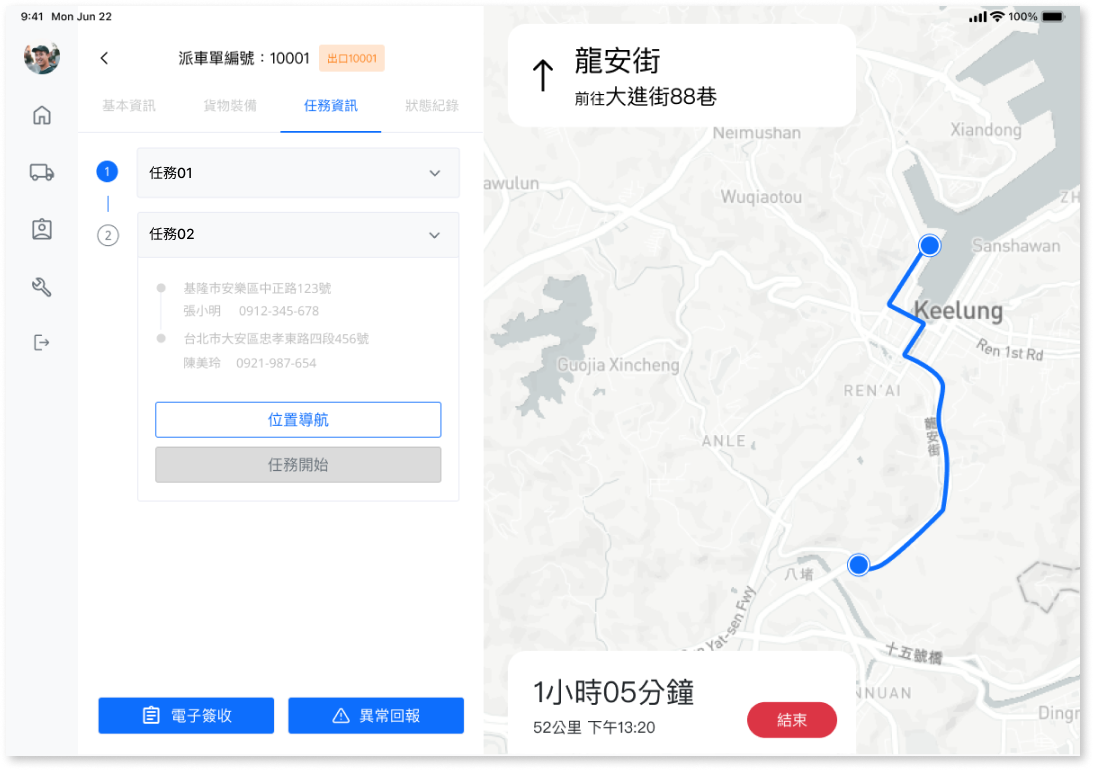 9:41 Mon Jun 22
100%
派車單編號：10001 出口10001
基本資訊 貨物裝備 任務資訊 狀態紀錄
1 任務01
2 任務02
基隆市安樂區中正路123號
張小明 0912-345-678
台北市大安區忠孝東路四段456號
陳美玲 0921-987-654
位置導航
任務開始
電子簽收
異常回報
龍安街
前往大進街88巷
Neimushan
Xiandong
awulun
Wuqiaotou
ZH
Sanshawan
Keelung
Ren 1st Rd
Guojia Xincheng
REN'AI
龍安街
ANLE
八堵
Yat-sen Fwy
十五號橋
NNUAN
Dingr
1小時05分鐘
52公里 下午13:20
結束